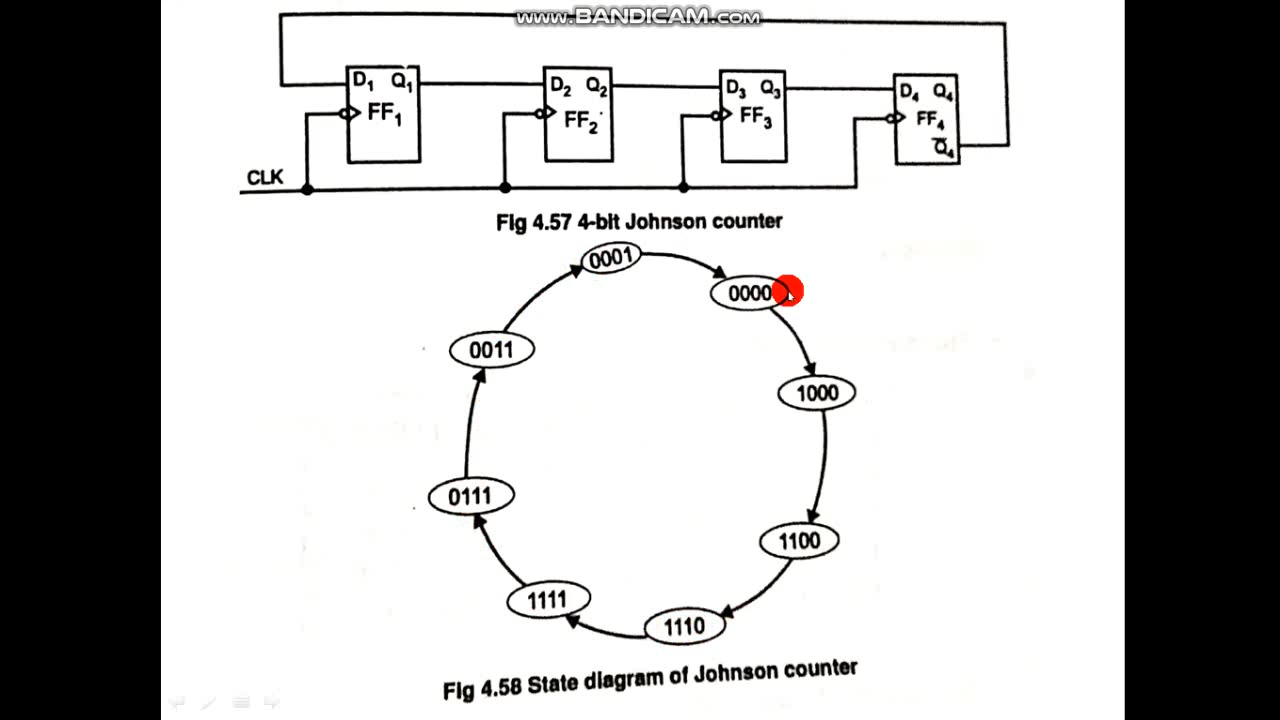 www.BANDICAM.com
D1 Q1
FF1
D2 Q2
FF2
D3 Q3
FF3
D4 Q4
FF4
Q̅4
CLK
Fig 4.57 4-bit Johnson counter
0001
0000
1000
1100
1110
1111
0111
0011
Fig 4.58 State diagram of Johnson counter